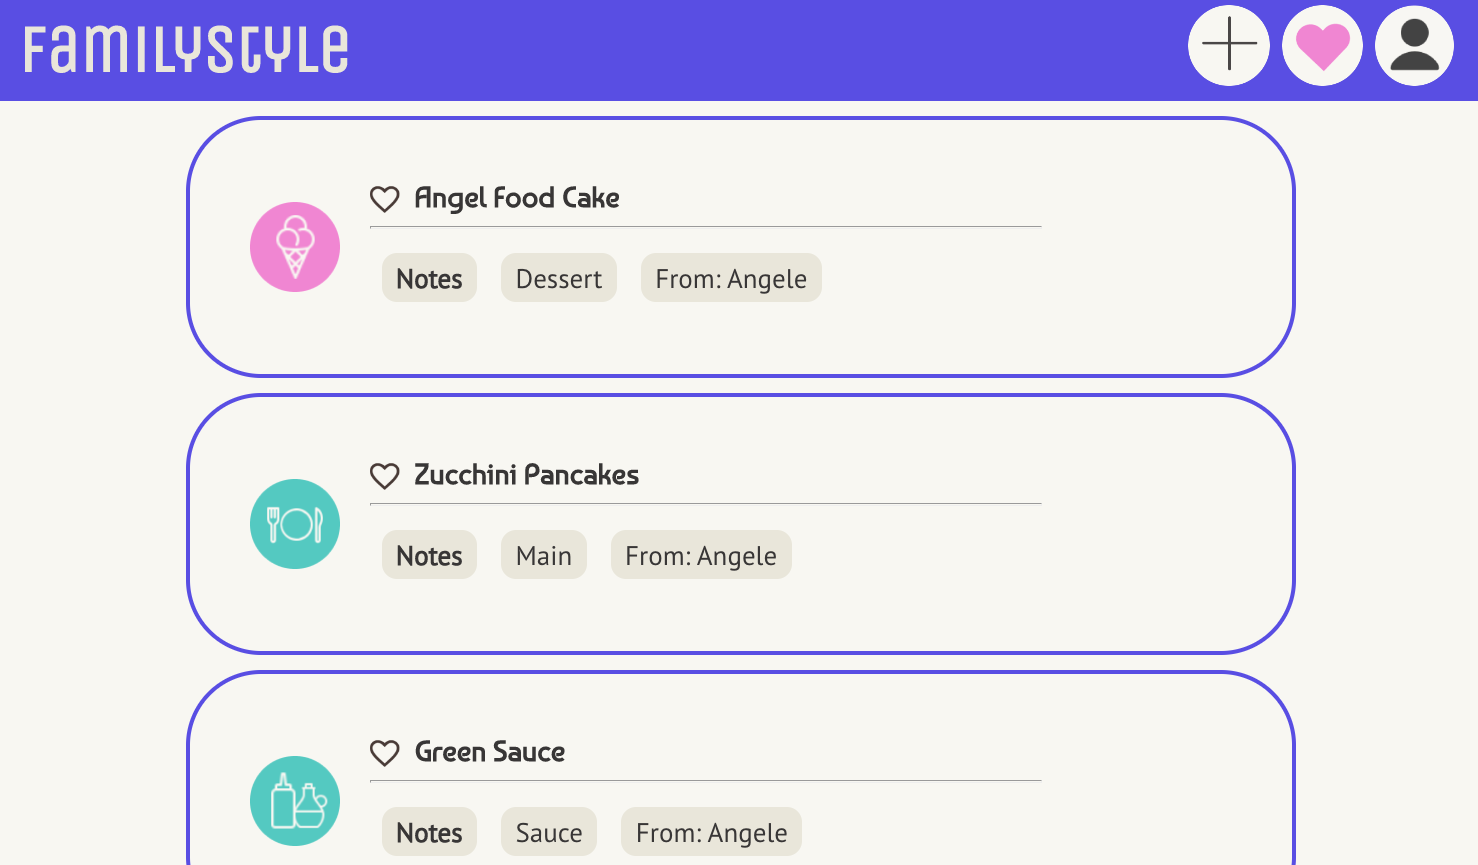 FamILYSTYLe
Angel Food Cake
Notes Dessert From: Angele
Zucchini Pancakes
Notes Main From: Angele
Green Sauce
Notes Sauce From: Angele